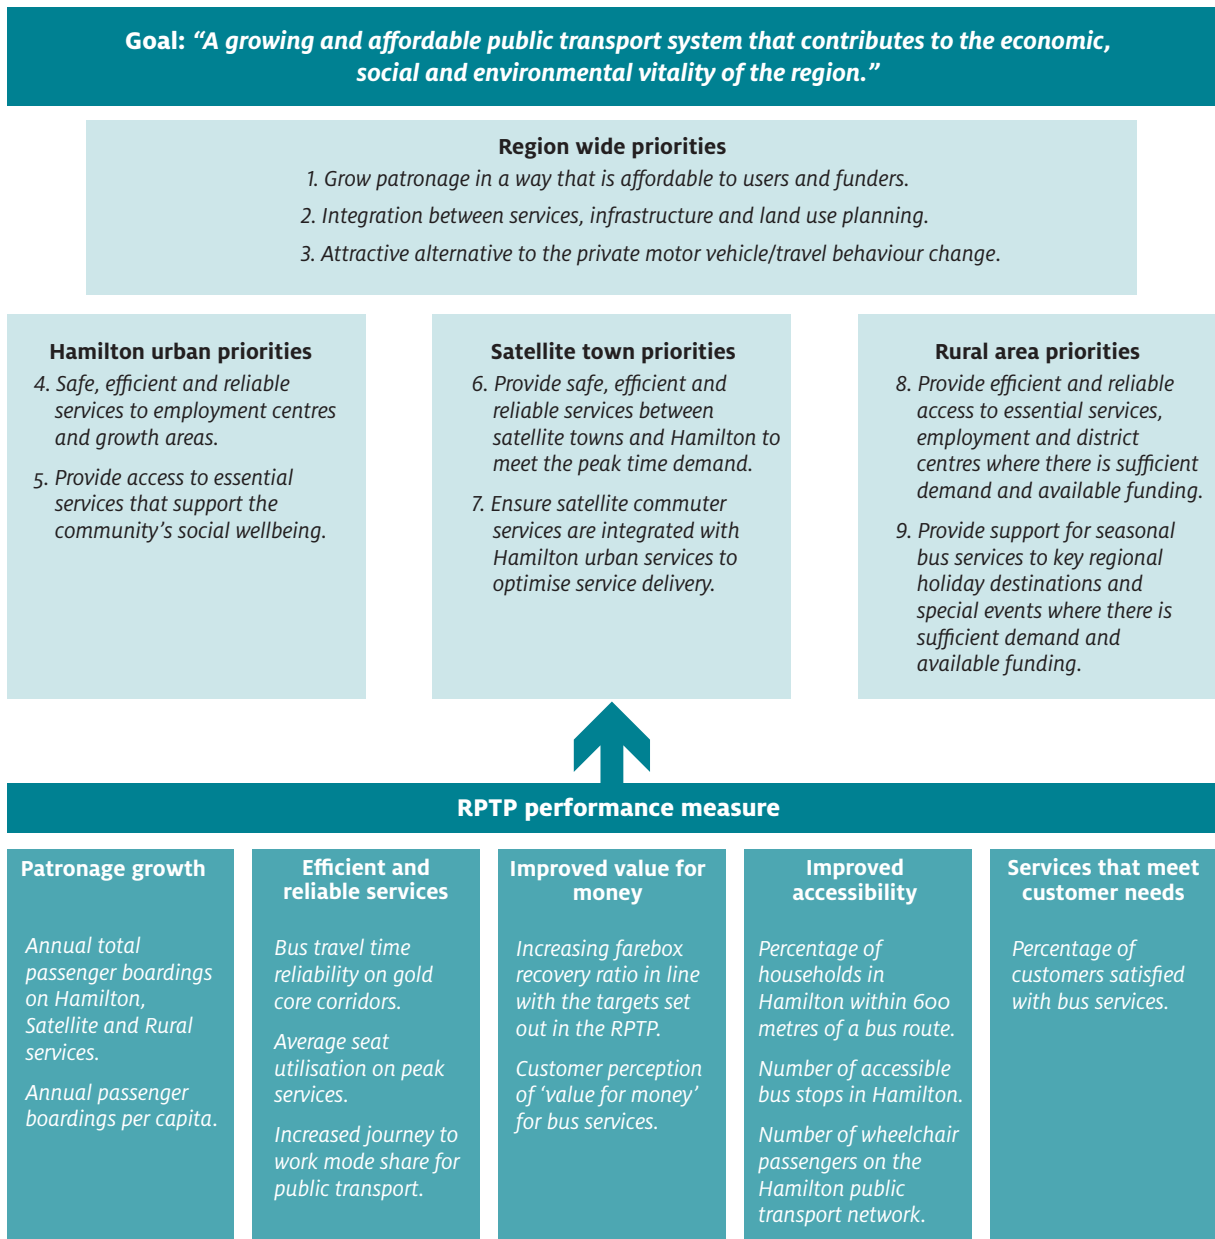 Goal: “A growing and affordable public transport system that contributes to the economic,
social and environmental vitality of the region.”
Region wide priorities
1. Grow patronage in a way that is affordable to users and funders.
2. Integration between services, infrastructure and land use planning.
3. Attractive alternative to the private motor vehicle/travel behaviour change.
Hamilton urban priorities
4. Safe, efficient and reliable
services to employment centres
and growth areas.
5. Provide access to essential
services that support the
community’s social wellbeing.
Satellite town priorities
6. Provide safe, efficient and
reliable services between
satellite towns and Hamilton to
meet the peak time demand.
7. Ensure satellite commuter
services are integrated with
Hamilton urban services to
optimise service delivery.
Rural area priorities
8. Provide efficient and reliable
access to essential services,
employment and district
centres where there is sufficient
demand and available funding.
9. Provide support for seasonal
bus services to key regional
holiday destinations and
special events where there is
sufficient demand and
available funding.
RPTP performance measure
Patronage growth
Annual total
passenger boardings
on Hamilton,
Satellite and Rural
services.
Annual passenger
boardings per capita.
Efficient and
reliable services
Bus travel time
reliability on gold
core corridors.
Average seat
utilisation on peak
services.
Increased journey to
work mode share for
public transport.
Improved value for
money
Increasing farebox
recovery ratio in line
with the targets set
out in the RPTP.
Customer perception
of ‘value for money’
for bus services.
Improved
accessibility
Percentage of
households in
Hamilton within 600
metres of a bus route.
Number of accessible
bus stops in Hamilton.
Number of wheelchair
passengers on the
Hamilton public
transport network.
Services that meet
customer needs
Percentage of
customers satisfied
with bus services.